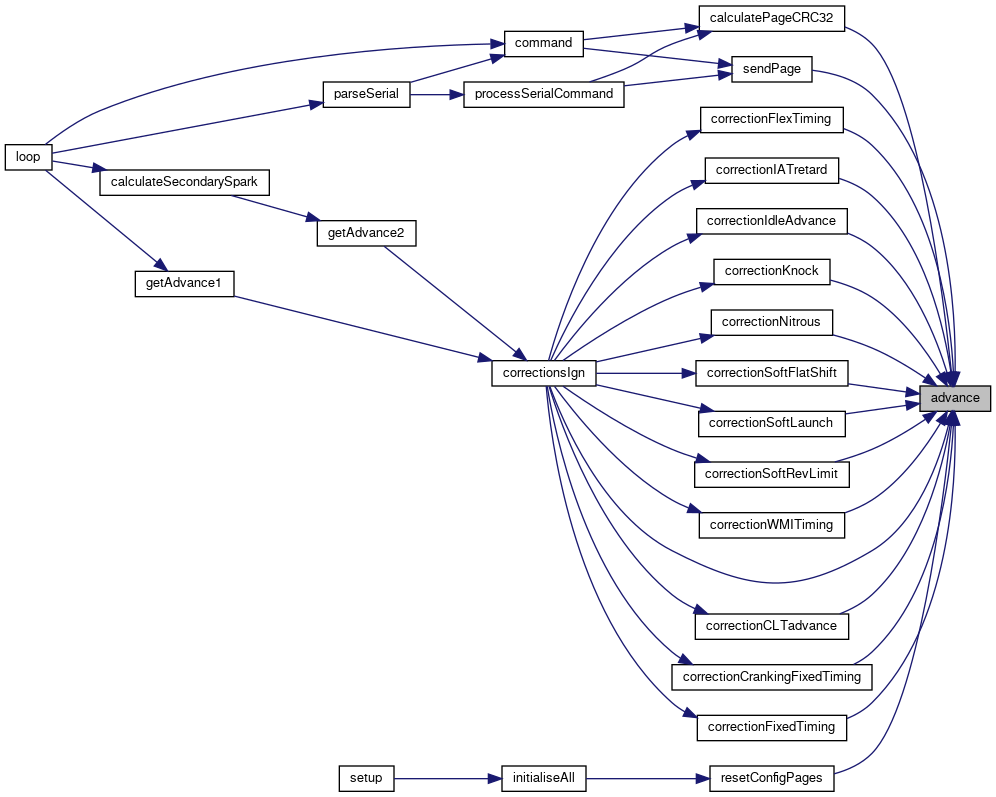 calculatePageCRC32
command
sendPage
parseSerial
processSerialCommand
correctionFlexTiming
loop
correctionIATretard
calculateSecondarySpark
correctionIdleAdvance
getAdvance2
correctionKnock
getAdvance1
correctionNitrous
correctionsIgn
correctionSoftFlatShift
advance
correctionSoftLaunch
correctionSoftRevLimit
correctionWMITiming
correctionCLTadvance
correctionCrankingFixedTiming
correctionFixedTiming
setup
initialiseAll
resetConfigPages